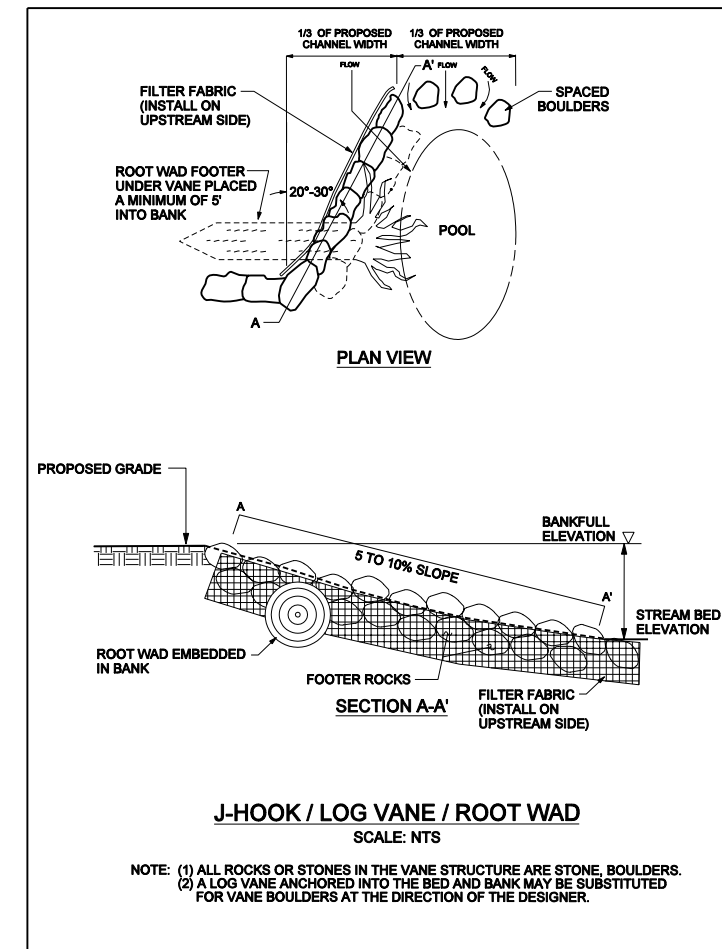 1/3 OF PROPOSED
CHANNEL WIDTH
1/3 OF PROPOSED
CHANNEL WIDTH
FLOW
A'
FLOW
FLOW
FILTER FABRIC
(INSTALL ON
UPSTREAM SIDE)
SPACED
BOULDERS
ROOT WAD FOOTER
UNDER VANE PLACED
A MINIMUM OF 5'
INTO BANK
20°-30°
POOL
A
PLAN VIEW
PROPOSED GRADE
A
BANKFULL
ELEVATION
5 TO 10% SLOPE
A'
STREAM BED
ELEVATION
ROOT WAD EMBEDDED
IN BANK
FOOTER ROCKS
FILTER FABRIC
(INSTALL ON
UPSTREAM SIDE)
SECTION A-A'
J-HOOK / LOG VANE / ROOT WAD
SCALE: NTS
NOTE: (1) ALL ROCKS OR STONES IN THE VANE STRUCTURE ARE STONE, BOULDERS.
(2) A LOG VANE ANCHORED INTO THE BED AND BANK MAY BE SUBSTITUTED
FOR VANE BOULDERS AT THE DIRECTION OF THE DESIGNER.